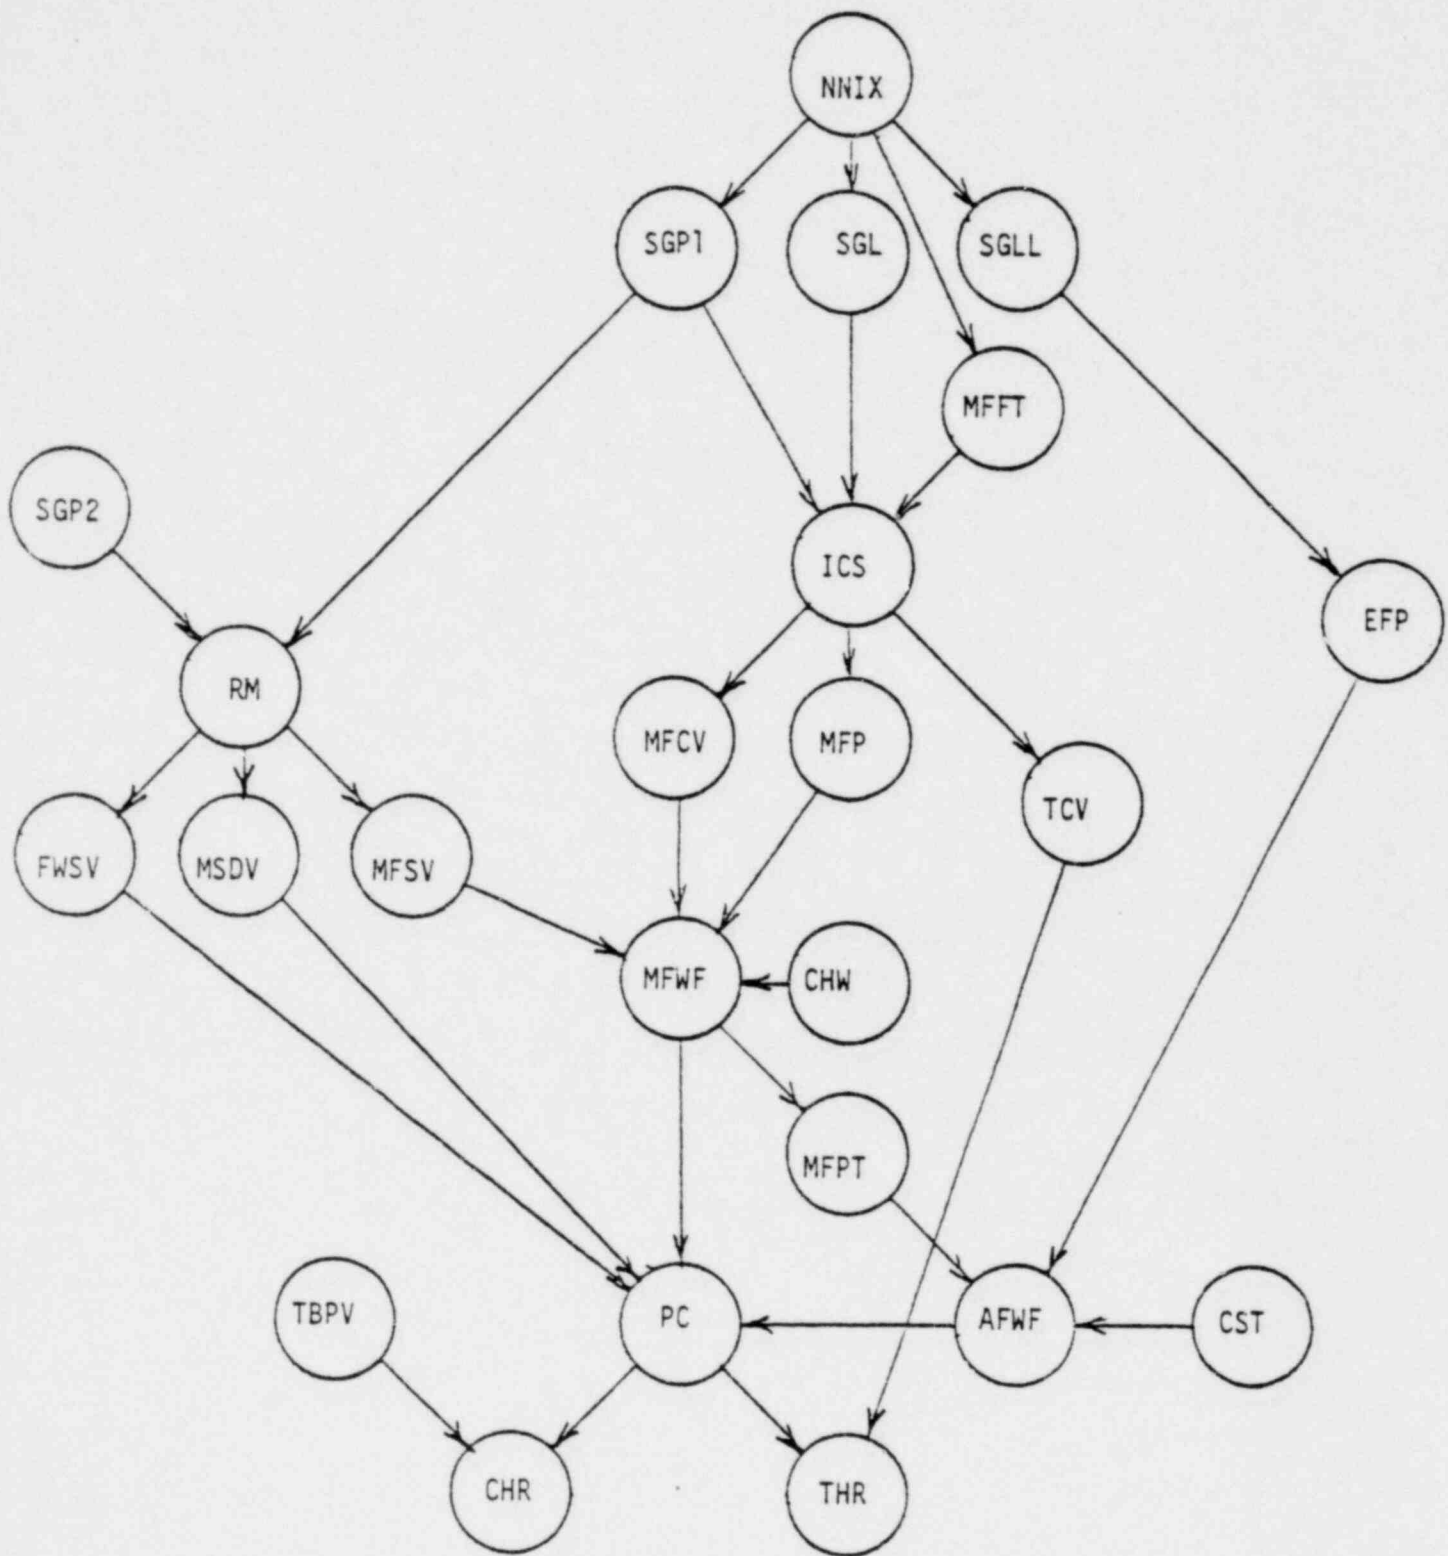 NNIX
SGP1
SGL
SGLL
MFFT
SGP2
ICS
EFP
RM
MFCV
MFP
TCV
FWSV
MSDV
MFSV
MFWF
CHW
MFPT
TBPV
PC
AFWF
CST
CHR
THR